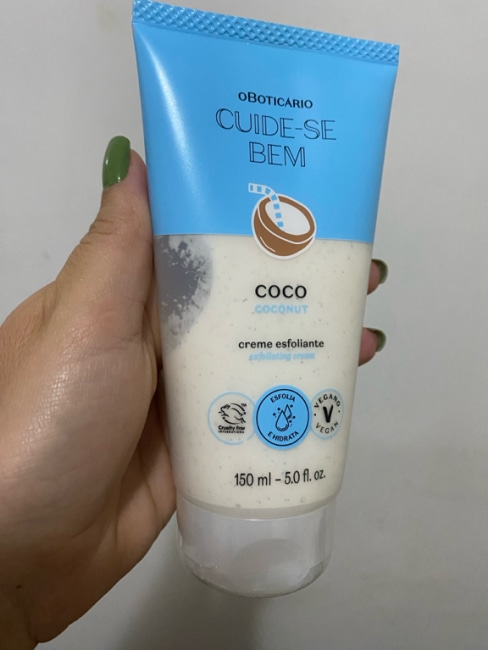 oBOTICÁRIO
CUIDE-SE
BEM
COCO
COCONUT
creme esfoliante
exfoliating cream
Cruelty Free
INTERNATIONAL
ESFOLIA
E HIDRATA
VEGANO
V
VEGAN
150 ml – 5.0 fl. oz.